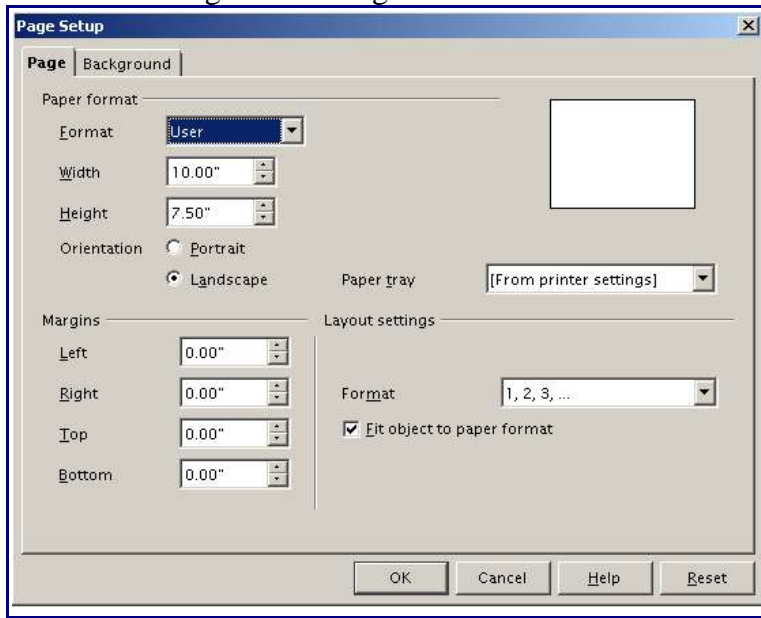 Page Setup
Page Background
Paper format
Format User
Width 10.00"
Height 7.50"
Orientation Portrait
Landscape Paper tray [From printer settings]
Margins Layout settings
Left 0.00"
Right 0.00" Format 1, 2, 3, ...
Top 0.00" Fit object to paper format
Bottom 0.00"
OK Cancel Help Reset